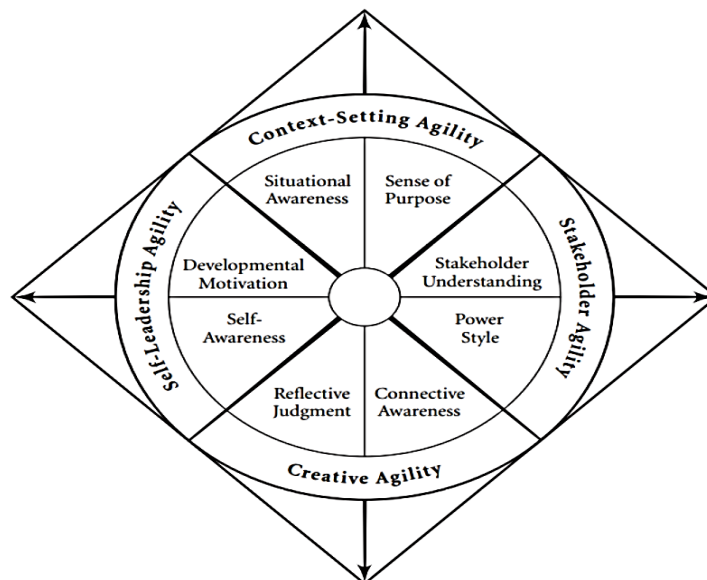 Context-Setting Agility
Situational
Awareness
Sense of
Purpose
Self-Leadership Agility
Developmental
Motivation
Stakeholder
Understanding
Stakeholder Agility
Self-
Awareness
Power
Style
Reflective
Judgment
Connective
Awareness
Creative Agility